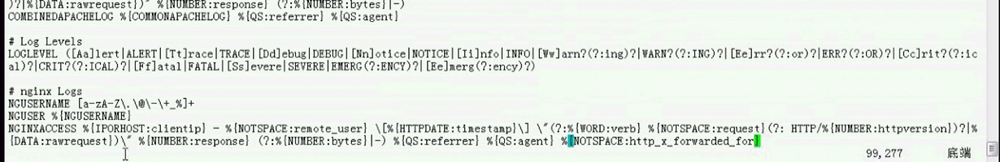 )?|%{DATA:rawrequest})" %{NUMBER:response} (?:%{NUMBER:bytes}|-)
COMBINEDAPACHELOG %{COMMONAPACHELOG} %{QS:referrer} %{QS:agent}
# Log Levels
LOGLEVEL ([Aa]lert|ALERT|[Tt]race|TRACE|[Dd]ebug|DEBUG|[Nn]otice|NOTICE|[Ii]nfo|INFO|[Ww]arn?(?:ing)?|WARN?(?:ING)?|[Ee]rr?(?:or)?|ERR?(?:OR)?|[Cc]rit?(?:ic
al)?|CRIT?(?:ICAL)?|[Ff]atal|FATAL|[Ss]evere|SEVERE|EMERG(?:ENCY)?|[Ee]merg(?:ency)?)
# nginx Logs
NGUSERNAME [a-zA-Z\.\@\-\+_%]+
NGUSER %{NGUSERNAME}
NGINXACCESS %{IPORHOST:clientip} - %{NOTSPACE:remote_user} \[%{HTTPDATE:timestamp}\] \"(?:%{WORD:verb} %{NOTSPACE:request}(?: HTTP/%{NUMBER:httpversion})?|%
{DATA:rawrequest})\" %{NUMBER:response} (?:%{NUMBER:bytes}|-) %{QS:referrer} %{QS:agent} %{NOTSPACE:http_x_forwarded_for}
99,277 底端